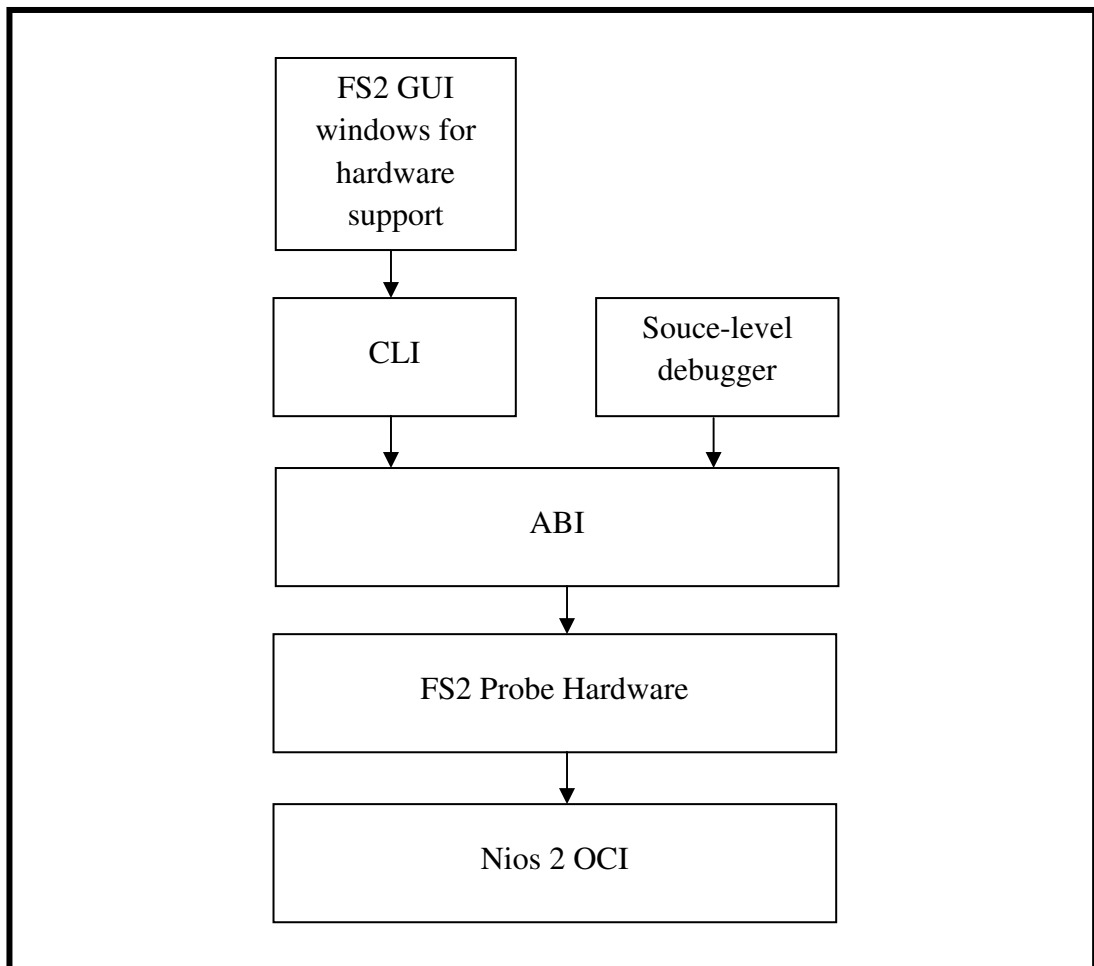 FS2 GUI
windows for
hardware
support
CLI
Souce-level
debugger
ABI
FS2 Probe Hardware
Nios 2 OCI